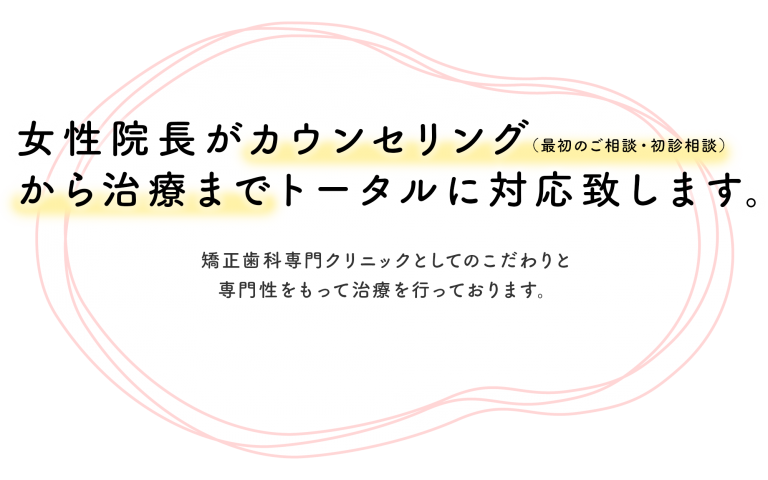 女性院長がカウンセリング（最初のご相談・初診相談）
から治療までトータルに対応致します。
矯正歯科専門クリニックとしてのこだわりと
専門性をもって治療を行っております。